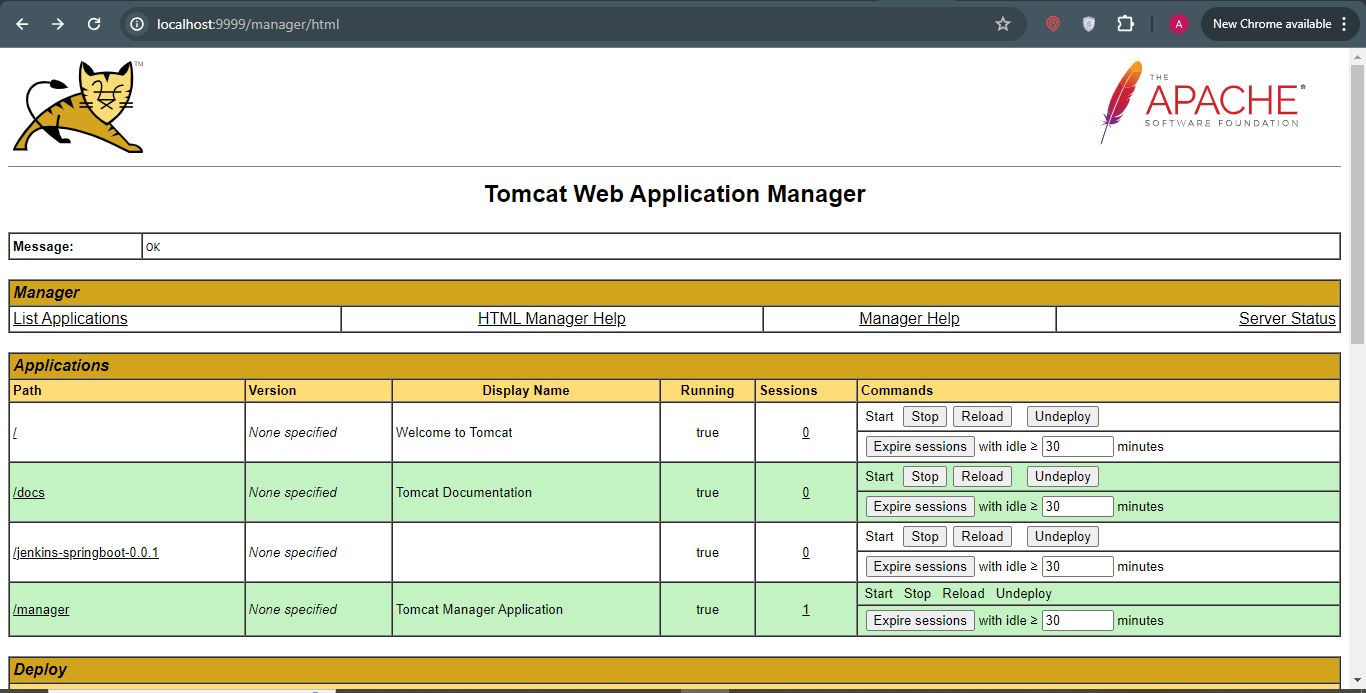 localhost:9999/manager/html
A
New Chrome available
TM
THE
APACHE®
SOFTWARE FOUNDATION
Tomcat Web Application Manager
Message: OK
Manager
List Applications HTML Manager Help Manager Help Server Status
Applications
Path Version Display Name Running Sessions Commands
/ None specified Welcome to Tomcat true 0 Start Stop Reload Undeploy
Expire sessions with idle ≥ 30 minutes
/docs None specified Tomcat Documentation true 0 Start Stop Reload Undeploy
Expire sessions with idle ≥ 30 minutes
/jenkins-springboot-0.0.1 None specified true 0 Start Stop Reload Undeploy
Expire sessions with idle ≥ 30 minutes
/manager None specified Tomcat Manager Application true 1 Start Stop Reload Undeploy
Expire sessions with idle ≥ 30 minutes
Deploy